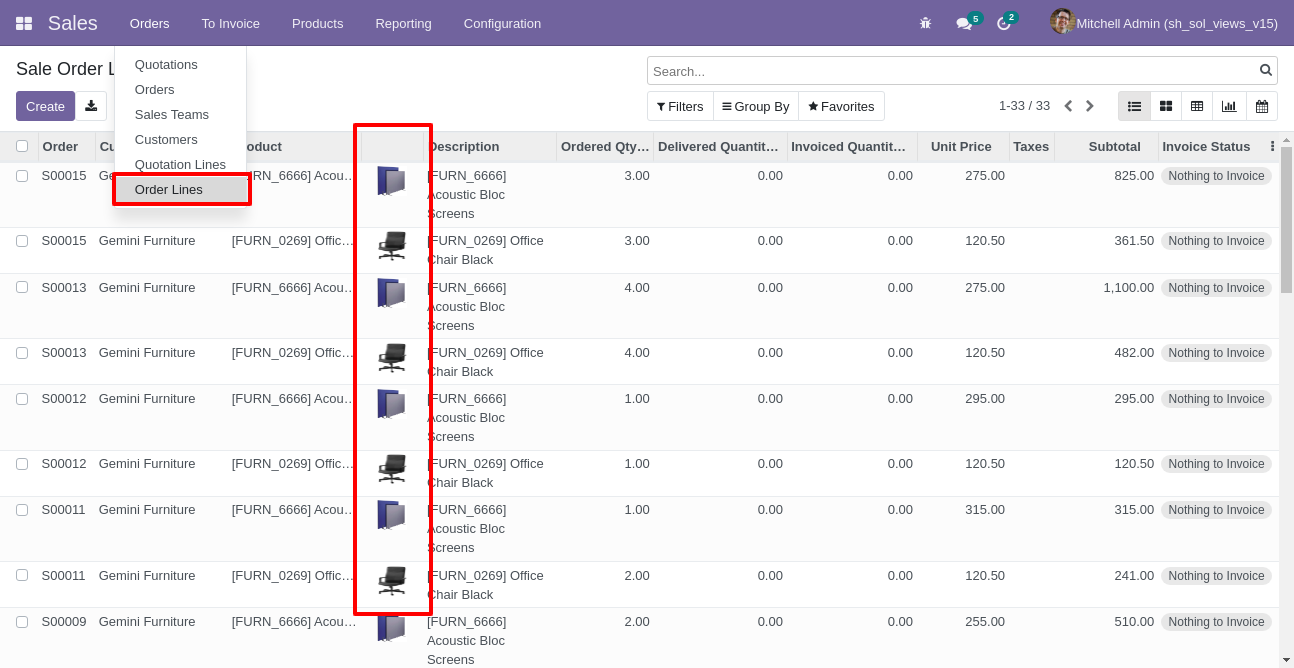 Sales Orders To Invoice Products Reporting Configuration 5 2 Mitchell Admin (sh_sol_views_v15)
Sale Order L
Search...
Quotations
Orders
Sales Teams
Customers
Quotation Lines
Order Lines
Create
Filters Group By Favorites 1-33 / 33
Order Cu oduct Description Ordered Qty... Delivered Quantit... Invoiced Quantit... Unit Price Taxes Subtotal Invoice Status
S00015 Ge URN_6666] Acou... [FURN_6666] 3.00 0.00 0.00 275.00 825.00 Nothing to Invoice
Acoustic Bloc
Screens
S00015 Gemini Furniture [FURN_0269] Office... [FURN_0269] Office 3.00 0.00 0.00 120.50 361.50 Nothing to Invoice
Chair Black
S00013 Gemini Furniture [FURN_6666] Acou... [FURN_6666] 4.00 0.00 0.00 275.00 1,100.00 Nothing to Invoice
Acoustic Bloc
Screens
S00013 Gemini Furniture [FURN_0269] Office... [FURN_0269] Office 4.00 0.00 0.00 120.50 482.00 Nothing to Invoice
Chair Black
S00012 Gemini Furniture [FURN_6666] Acou... [FURN_6666] 1.00 0.00 0.00 295.00 295.00 Nothing to Invoice
Acoustic Bloc
Screens
S00012 Gemini Furniture [FURN_0269] Office... [FURN_0269] Office 1.00 0.00 0.00 120.50 120.50 Nothing to Invoice
Chair Black
S00011 Gemini Furniture [FURN_6666] Acou... [FURN_6666] 1.00 0.00 0.00 315.00 315.00 Nothing to Invoice
Acoustic Bloc
Screens
S00011 Gemini Furniture [FURN_0269] Office... [FURN_0269] Office 2.00 0.00 0.00 120.50 241.00 Nothing to Invoice
Chair Black
S00009 Gemini Furniture [FURN_6666] Acou... [FURN_6666] 2.00 0.00 0.00 255.00 510.00 Nothing to Invoice
Acoustic Bloc
Screens